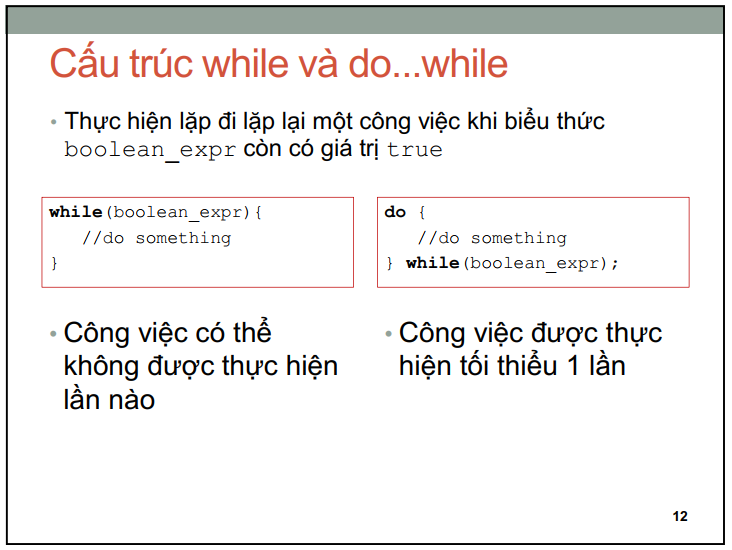 Cấu trúc while và do...while
• Thực hiện lặp đi lặp lại một công việc khi biểu thức
boolean_expr còn có giá trị true
while(boolean_expr){
//do something
}
do {
//do something
} while(boolean_expr);
• Công việc có thể
không được thực hiện
lần nào
• Công việc được thực
hiện tối thiểu 1 lần
12